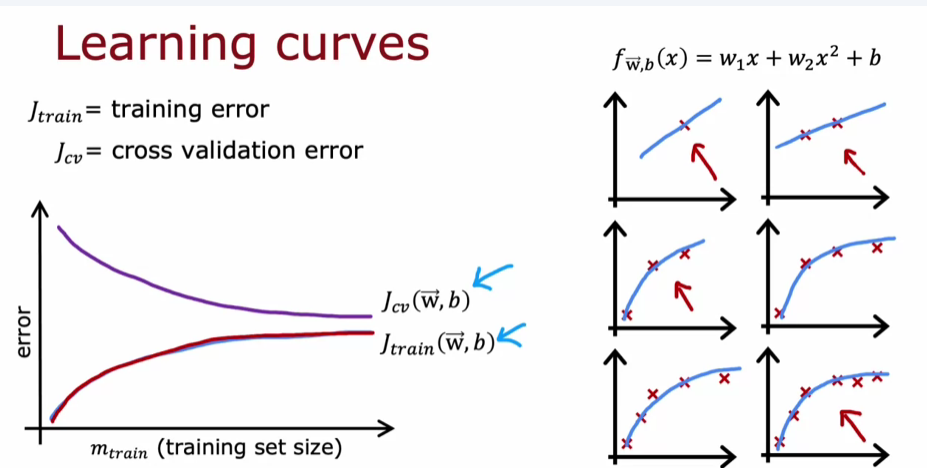 Learning curves
J_train = training error
J_cv = cross validation error
error
J_cv(w⃗, b)
J_train(w⃗, b)
m_train (training set size)
f_w⃗,b(x) = w₁x + w₂x² + b